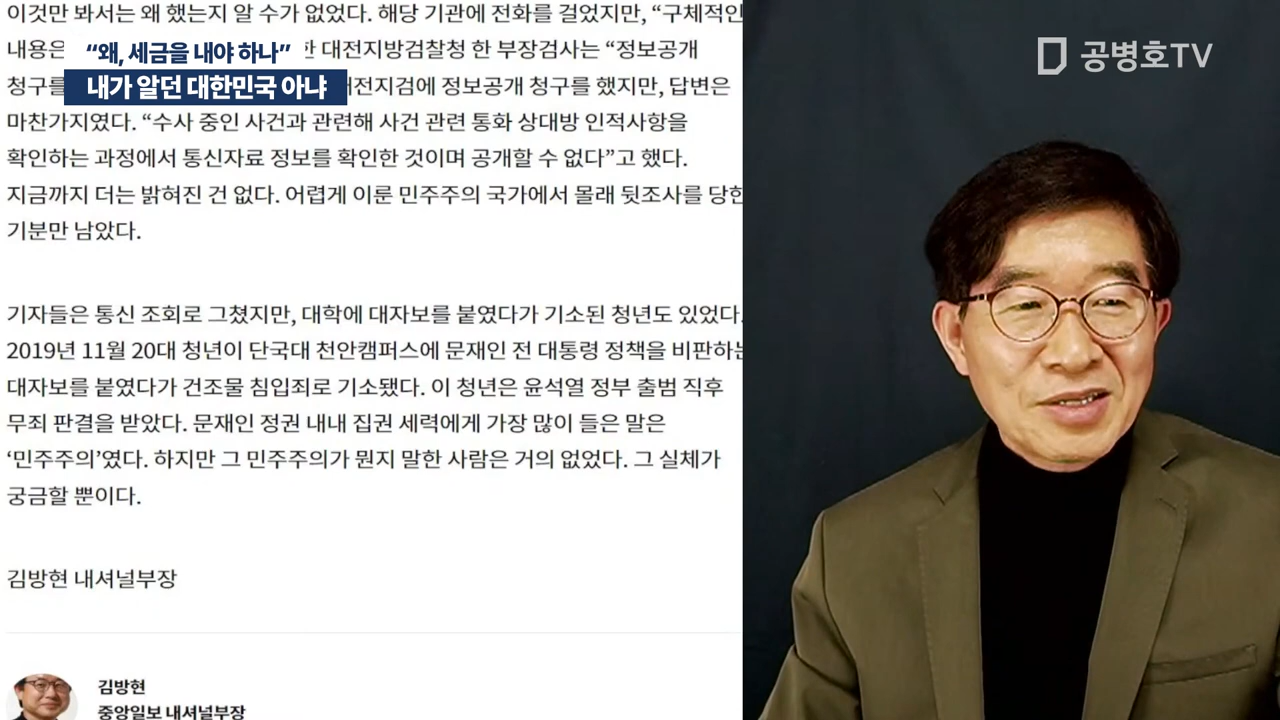 이것만 봐서는 왜 했는지 알 수가 없었다. 해당 기관에 전화를 걸었지만, “구체적인
내용은
“왜, 세금을 내야 하나”
대전지방검찰청 한 부장검사는 “정보공개
청구를
내가 알던 대한민국 아냐
대전지검에 정보공개 청구를 했지만, 답변은
마찬가지였다. “수사 중인 사건과 관련해 사건 관련 통화 상대방 인적사항을
확인하는 과정에서 통신자료 정보를 확인한 것이며 공개할 수 없다”고 했다.
지금까지 더는 밝혀진 건 없다. 어렵게 이룬 민주주의 국가에서 몰래 뒷조사를 당한
기분만 남았다.
기자들은 통신 조회로 그쳤지만, 대학에 대자보를 붙였다가 기소된 청년도 있었다.
2019년 11월 20대 청년이 단국대 천안캠퍼스에 문재인 전 대통령 정책을 비판하는
대자보를 붙였다가 건조물 침입죄로 기소됐다. 이 청년은 윤석열 정부 출범 직후
무죄 판결을 받았다. 문재인 정권 내내 집권 세력에게 가장 많이 들은 말은
‘민주주의’였다. 하지만 그 민주주의가 뭔지 말한 사람은 거의 없었다. 그 실체가
궁금할 뿐이다.
김방현 내셔널부장
김방현
중앙일보 내셔널부장
공병호TV